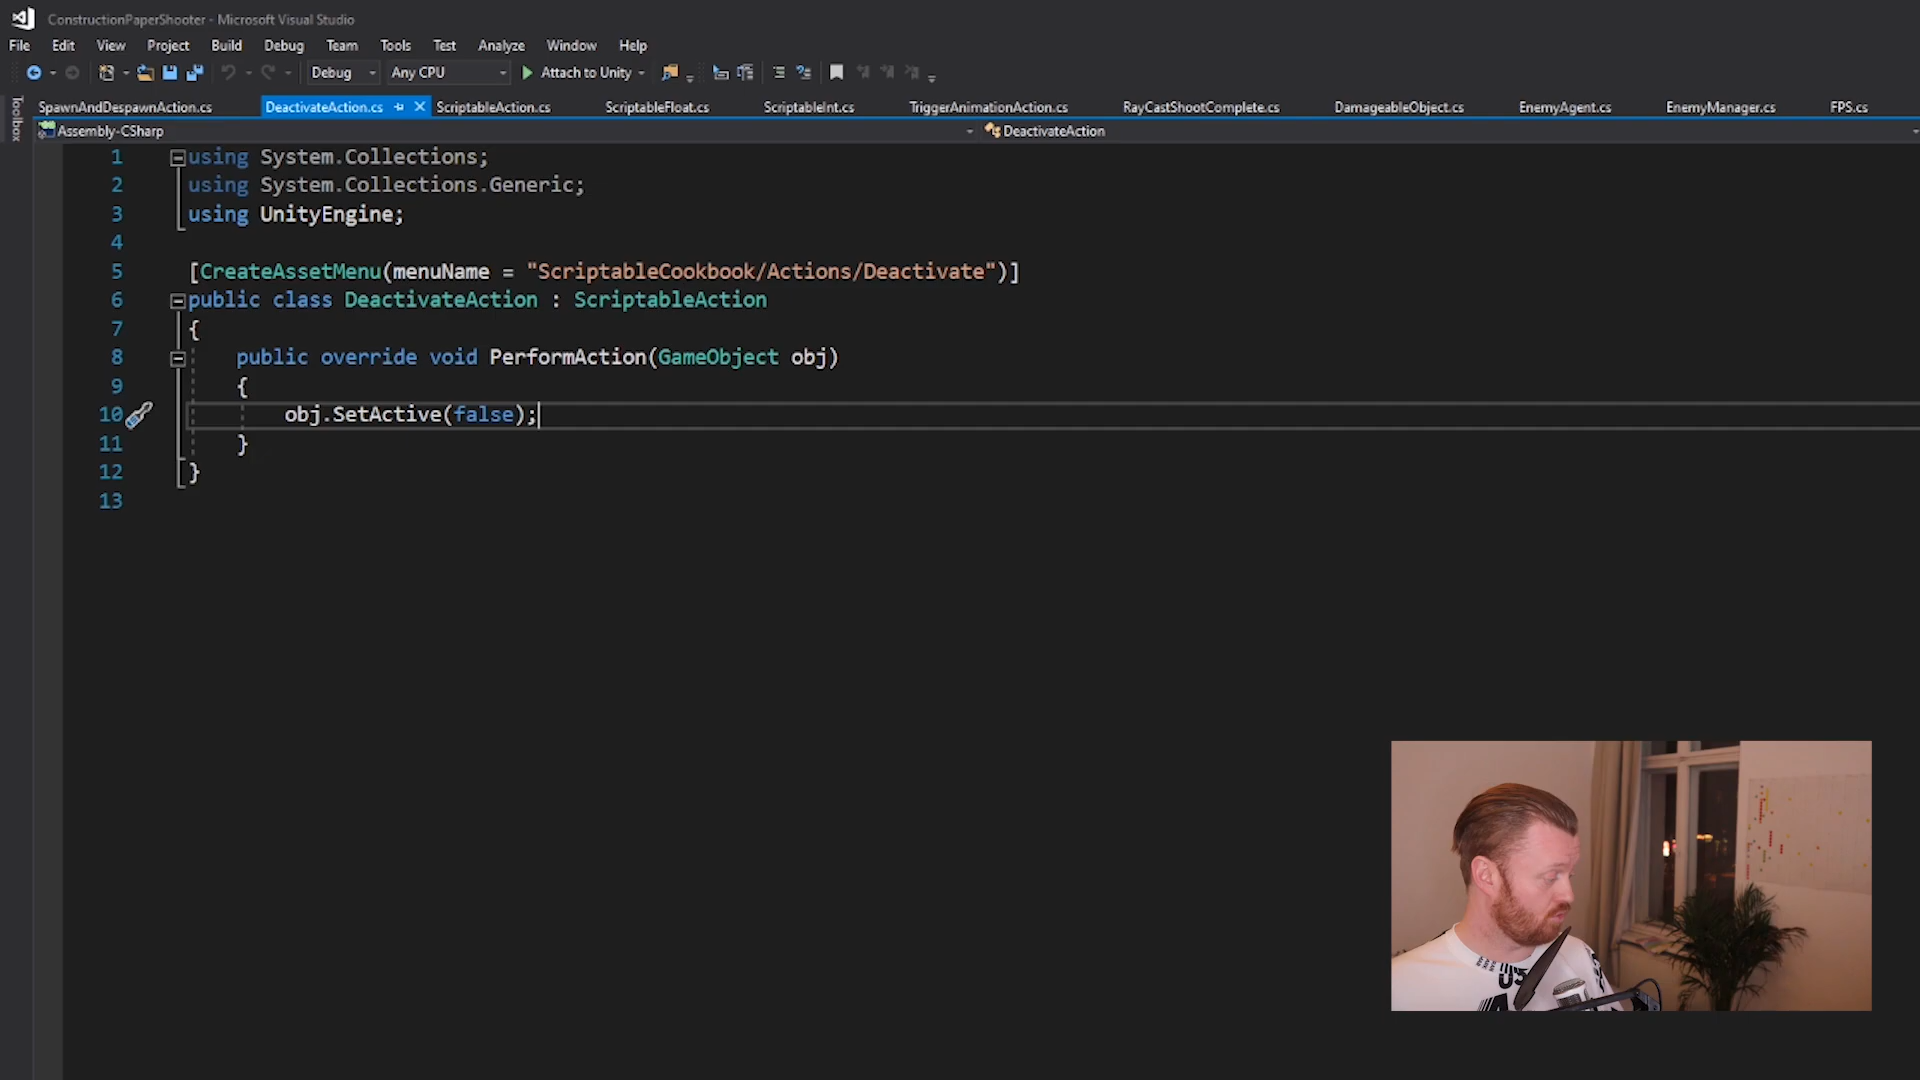 ConstructionPaperShooter - Microsoft Visual Studio
File Edit View Project Build Debug Team Tools Test Analyze Window Help
Debug Any CPU Attach to Unity
Toolbox
SpawnAndDespawnAction.cs DeactivateAction.cs ScriptableAction.cs ScriptableFloat.cs ScriptableInt.cs TriggerAnimationAction.cs RayCastShootComplete.cs DamageableObject.cs EnemyAgent.cs EnemyManager.cs FPS.cs
Assembly-CSharp DeactivateAction
1 using System.Collections;
2 using System.Collections.Generic;
3 using UnityEngine;
4
5 [CreateAssetMenu(menuName = "ScriptableCookbook/Actions/Deactivate")]
6 public class DeactivateAction : ScriptableAction
7 {
8 public override void PerformAction(GameObject obj)
9 {
10 obj.SetActive(false);
11 }
12 }
13